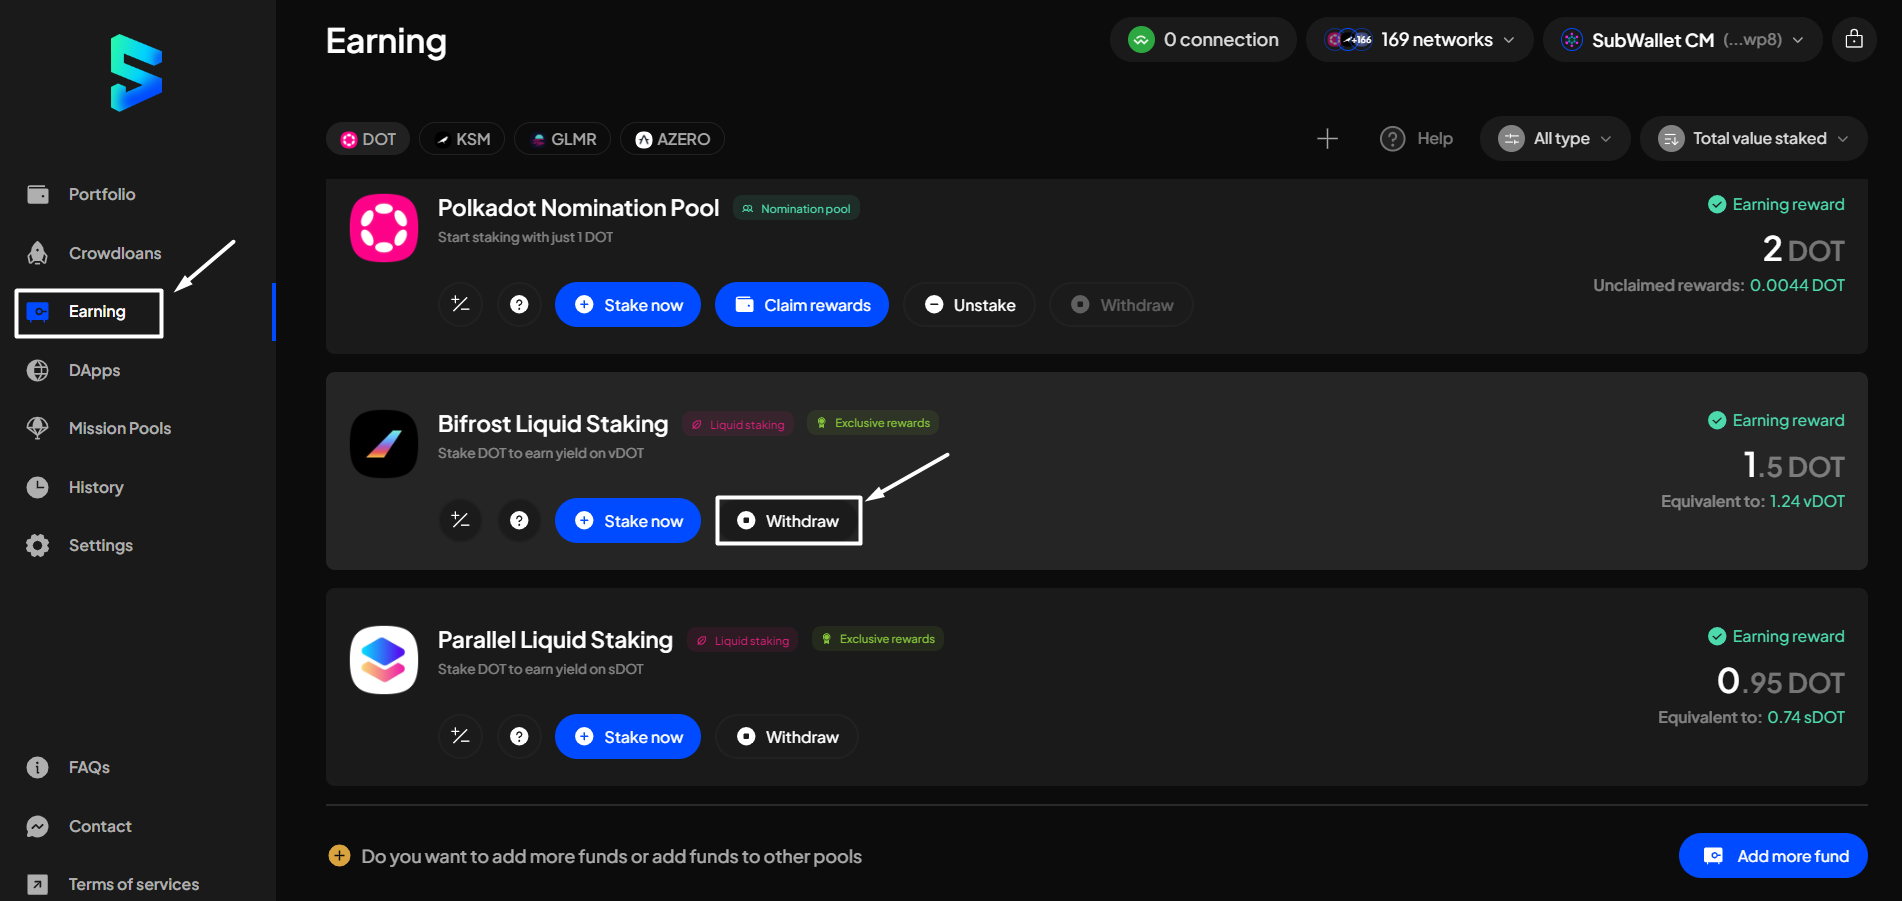 Earning
0 connection
+166
169 networks
SubWallet CM (...wp8)
DOT
KSM
GLMR
AZERO
Help
All type
Total value staked
Portfolio
Crowdloans
Earning
DApps
Mission Pools
History
Settings
FAQs
Contact
Terms of services
Polkadot Nomination Pool
Nomination pool
Start staking with just 1 DOT
Stake now
Claim rewards
Unstake
Withdraw
Earning reward
2 DOT
Unclaimed rewards: 0.0044 DOT
Bifrost Liquid Staking
Liquid staking
Exclusive rewards
Stake DOT to earn yield on vDOT
Stake now
Withdraw
Earning reward
1.5 DOT
Equivalent to: 1.24 vDOT
Parallel Liquid Staking
Liquid staking
Exclusive rewards
Stake DOT to earn yield on sDOT
Stake now
Withdraw
Earning reward
0.95 DOT
Equivalent to: 0.74 sDOT
Do you want to add more funds or add funds to other pools
Add more fund